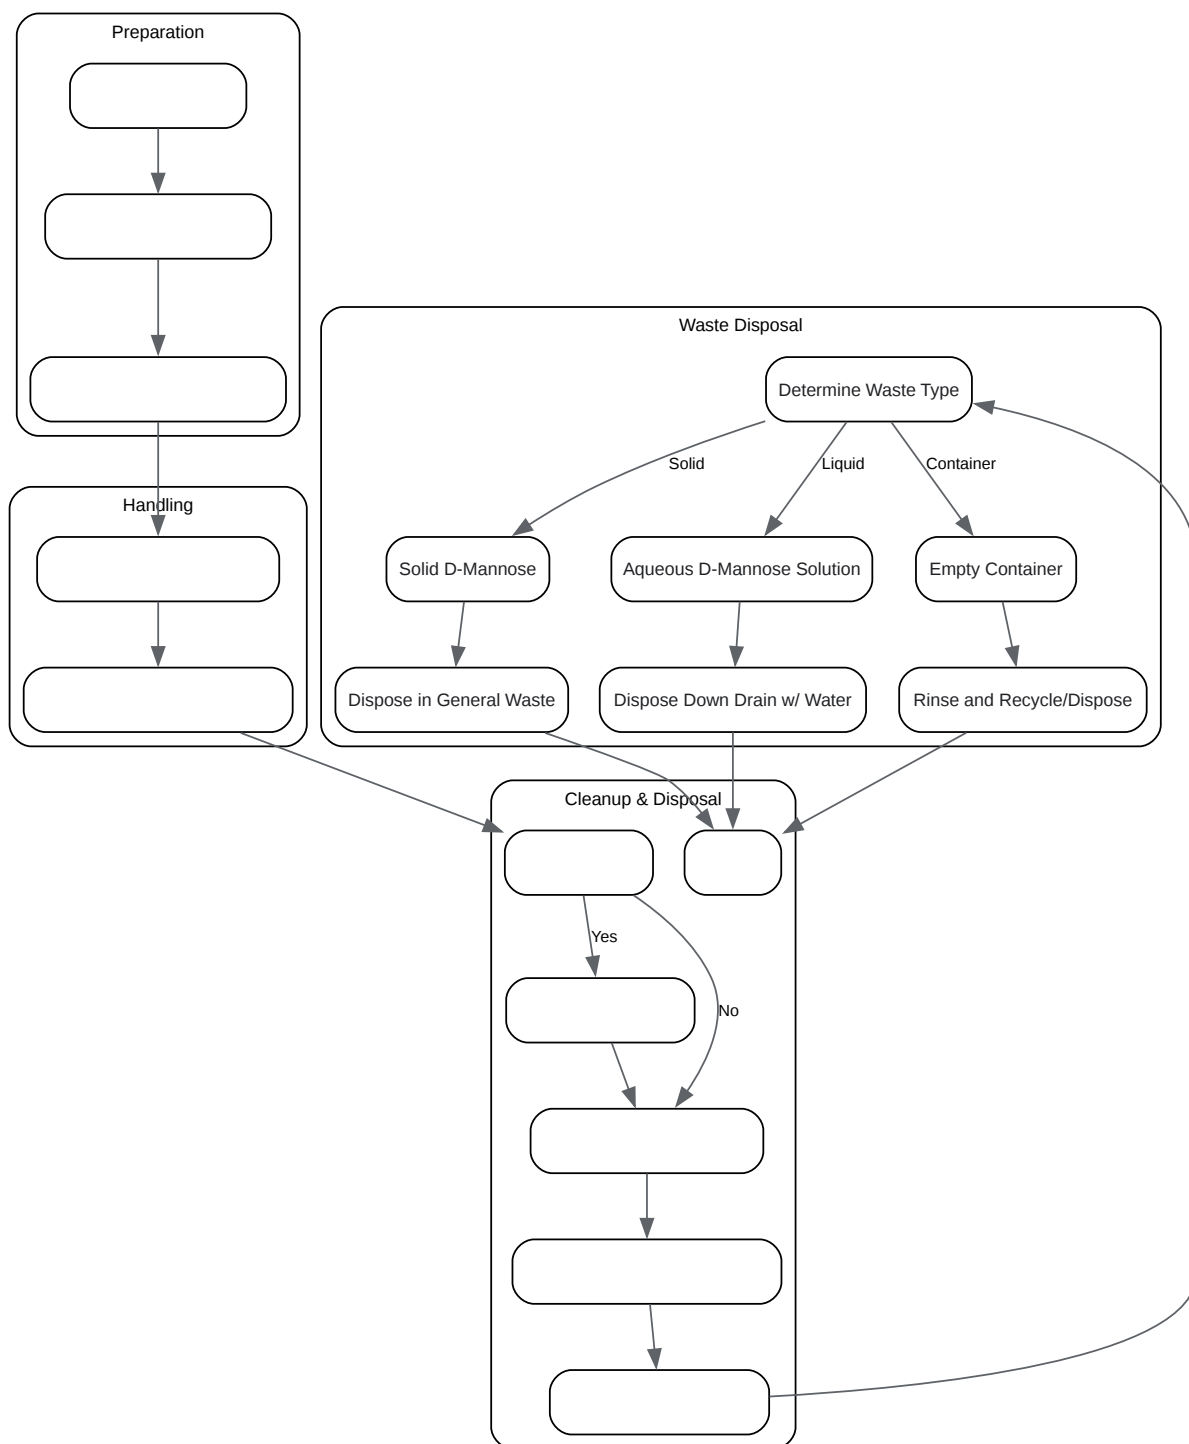 Preparation
Waste Disposal
Determine Waste Type
Solid
Liquid
Container
Handling
Solid D-Mannose
Aqueous D-Mannose Solution
Empty Container
Dispose in General Waste
Dispose Down Drain w/ Water
Rinse and Recycle/Dispose
Cleanup & Disposal
Yes
No